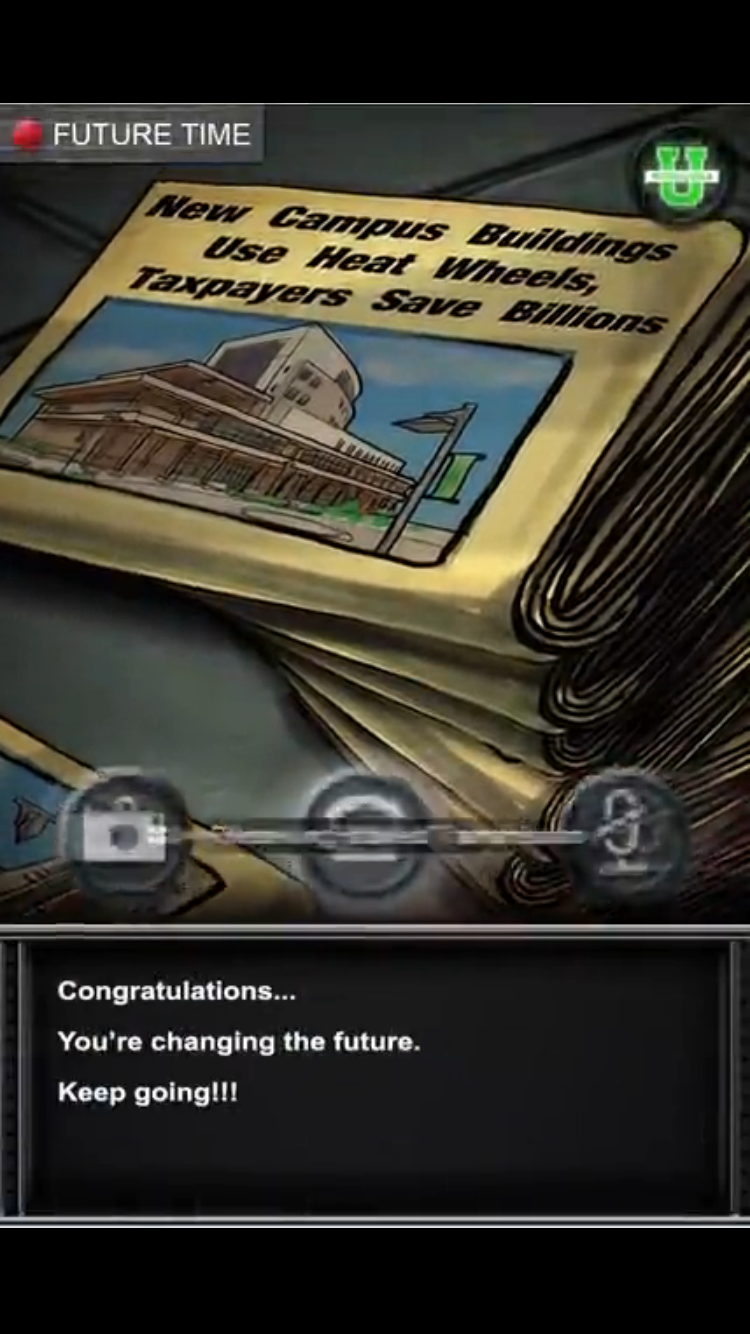 FUTURE TIME
U
New Campus Buildings
Use Heat Wheels,
Taxpayers Save Billions
Congratulations...
You're changing the future.
Keep going!!!